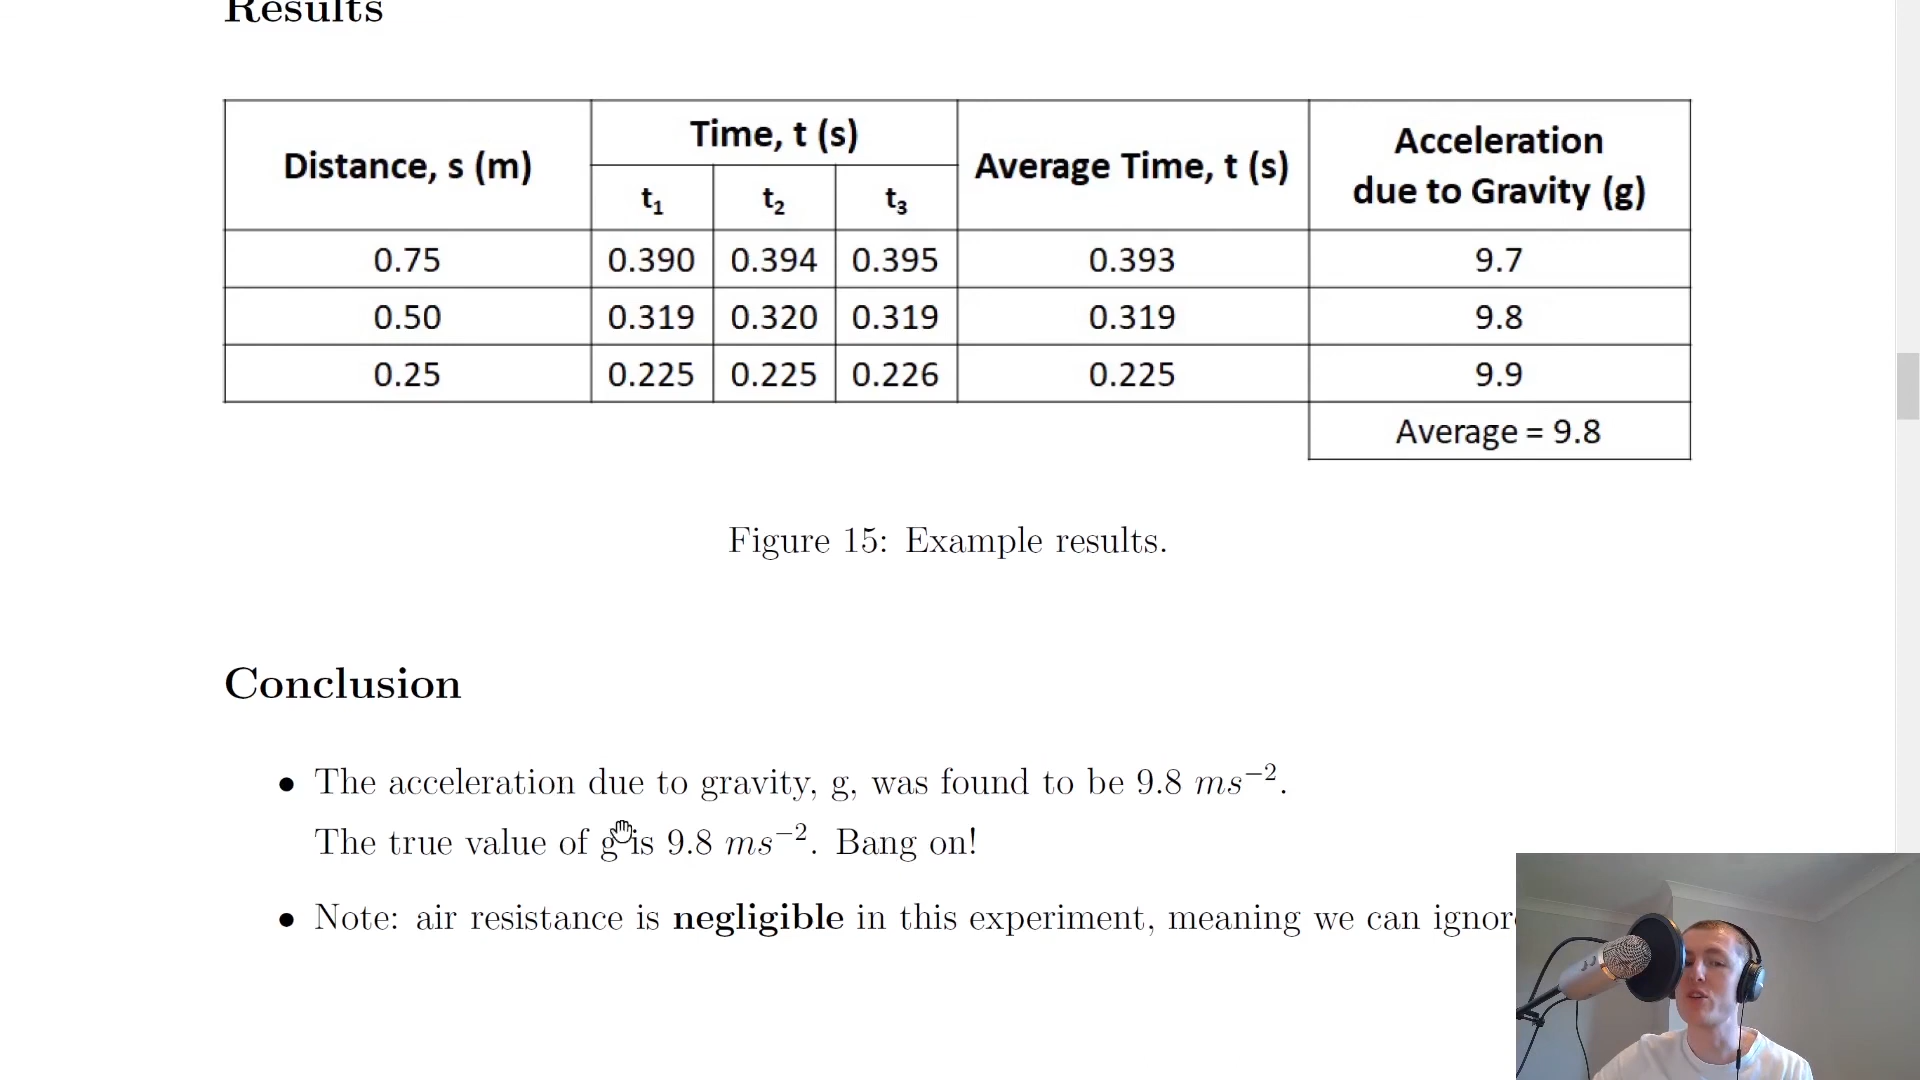 Results
Distance, s (m) Time, t (s) Average Time, t (s) Acceleration due to Gravity (g)
t₁ t₂ t₃
0.75 0.390 0.394 0.395 0.393 9.7
0.50 0.319 0.320 0.319 0.319 9.8
0.25 0.225 0.225 0.226 0.225 9.9
Average = 9.8
Figure 15: Example results.
Conclusion
• The acceleration due to gravity, g, was found to be 9.8 ms⁻².
The true value of g is 9.8 ms⁻². Bang on!
• Note: air resistance is negligible in this experiment, meaning we can ignor